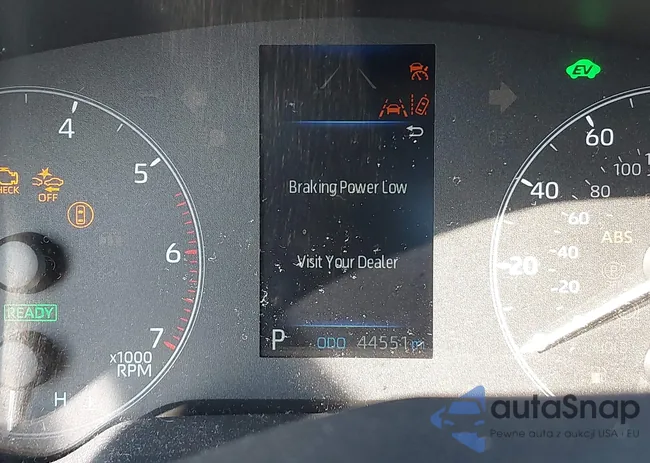 EV
4
60
5
100
CHECK
OFF
40
80
60
Braking Power Low
ABS
6
40
Visit Your Dealer
20
20
READY
7
P
ODO 44551 m
x1000
RPM
H
autaSnap
Pewne auta z aukcji USA i EU